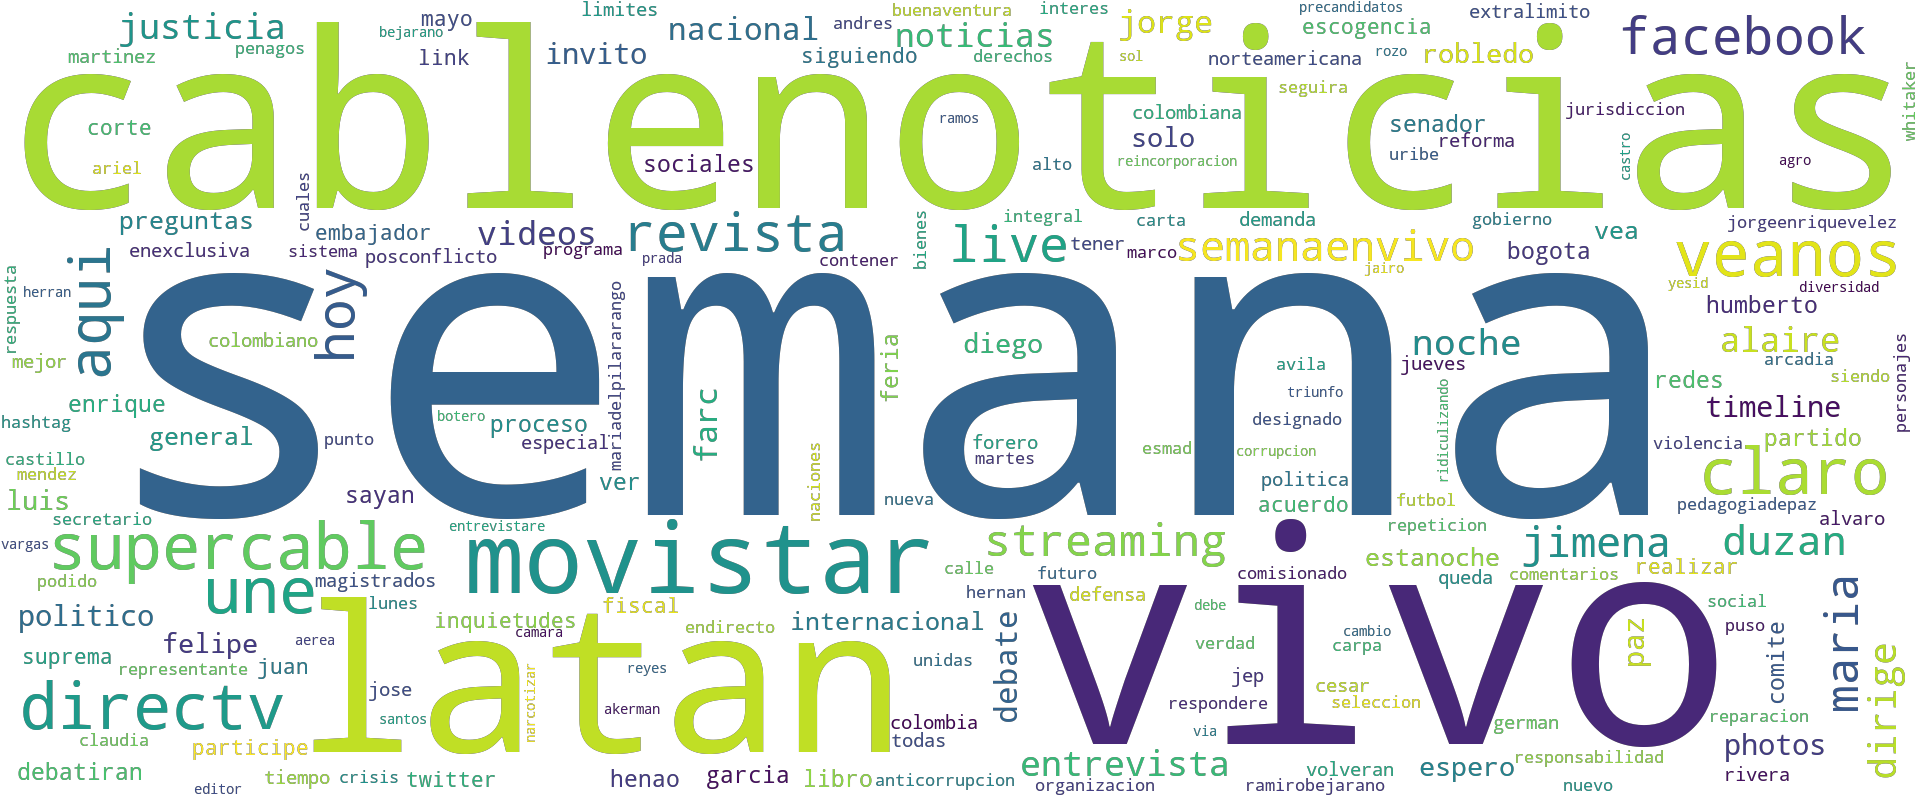 mayo
limites
buenaventura
interes
precandidatos
extralimito
justicia
bejarano
nacional
andres
jorge
escogencia
facebook
martinez
penagos
link
invito
siguiendo
noticias
derechos
sol
norteamericana
rozo
robledo
cablenoticias
corte
ariel
sociales
ramos
alto
colombiana
solo
reincorporacion
seguira
senador
uribe
reforma
jurisdiccion
castro
agro
whitaker
cuales
preguntas
enexclusiva
sistema
embajador
posconflicto
videos
programa
revista
prada
contener
bienes
integral
live
tener
carta
marco
demanda
semanaenvivo
jairo
gobierno
bogota
vea
jorgeenriquevelez
veanos
yesid
diversidad
respuesta
herran
aqui
hoy
semana
colombiano
mejor
mariadelpilararango
feria
diego
noche
jueves
humberto
alaire
arcadia
siendo
personajes
avila
triunfo
redes
enrique
hashtag
general
punto
botero
proceso
especial
farc
designado
timeline
forero
martes
esmad
corrupcion
ridiculizando
violencia
partido
castillo
mendez
luis
sayan
ver
naciones
nueva
politica
acuerdo
futbol
claro
pedagogiadepaz
secretario
vargas
supercable
entrevistare
movistar
streaming
repeticion
alvaro
jimena
duzan
estanoche
podido
une
magistrados
calle
futuro
comisionado
queda
comentarios
realizar
politico
lunes
latan
inquietudes
fiscal
hernan
defensa
vivo
debe
social
maria
felipe
aerea
camara
endirecto
internacional
debate
verdad
cambio
carpa
paz
puso
comite
suprema
representante
juan
reyes
unidas
jep
cesar
dirige
directv
jose
santos
narcotizar
akerman
colombia
respondere
seleccion
german
reparacion
claudia
participe
todas
via
photos
debatiran
tiempo
crisis
twitter
henao
garcia
libro
anticorrupcion
entrevista
volveran
espero
responsabilidad
rivera
editor
organizacion
ramirobejarano
nuevo